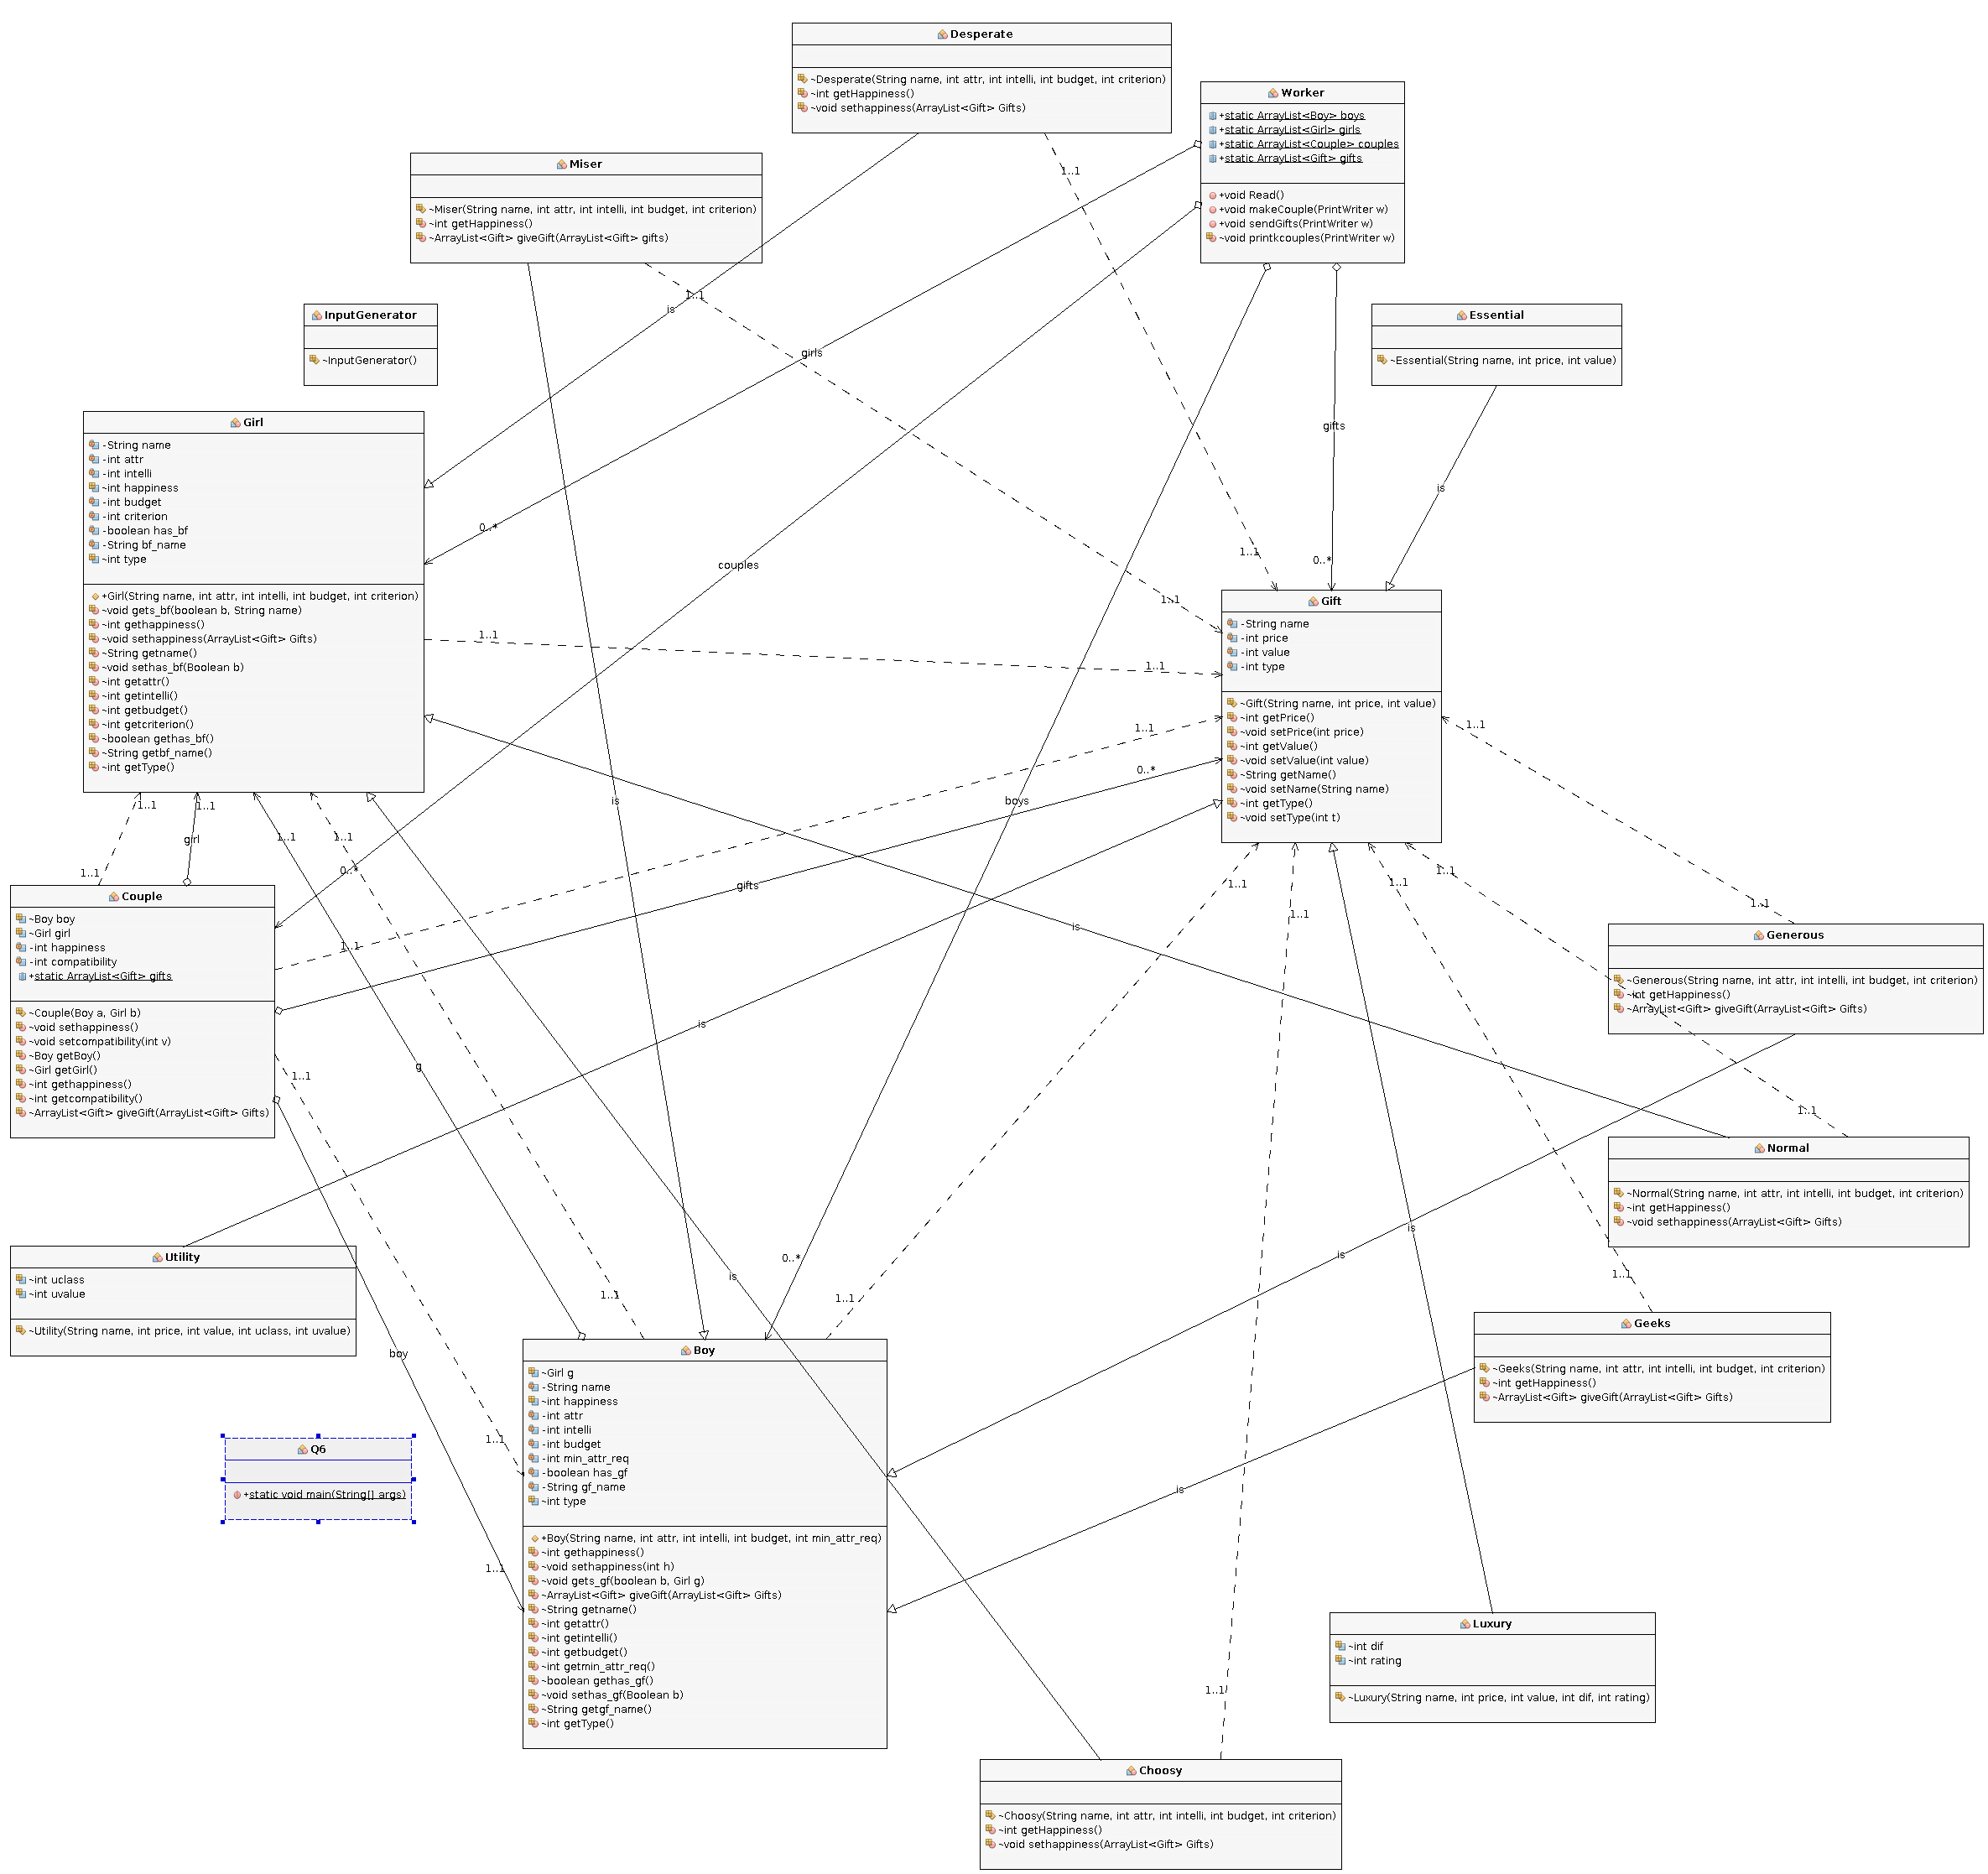 Desperate
~Desperate(String name, int attr, int intelli, int budget, int criterion)
~int getHappiness()
~void sethappiness(ArrayList<Gift> Gifts)
Worker
+static ArrayList<Boy> boys
+static ArrayList<Girl> girls
+static ArrayList<Couple> couples
+static ArrayList<Gift> gifts
+void Read()
+void makeCouple(PrintWriter w)
+void sendGifts(PrintWriter w)
~void printkcouples(PrintWriter w)
Miser
~Miser(String name, int attr, int intelli, int budget, int criterion)
~int getHappiness()
~ArrayList<Gift> giveGift(ArrayList<Gift> gifts)
1..1
1..1
is
InputGenerator
~InputGenerator()
girls
Essential
~Essential(String name, int price, int value)
gifts
is
Girl
-String name
-int attr
-int intelli
~int happiness
-int budget
-int criterion
-boolean has_bf
-String bf_name
~int type
+Girl(String name, int attr, int intelli, int budget, int criterion)
~void gets_bf(boolean b, String name)
~int gethappiness()
~void sethappiness(ArrayList<Gift> Gifts)
~String getname()
~void sethas_bf(Boolean b)
~int getattr()
~int getintelli()
~int getbudget()
~int getcriterion()
~boolean gethas_bf()
~String getbf_name()
~int getType()
0..*
couples
1..1
0..*
1..1
1..1
1..1
Gift
-String name
-int price
-int value
-int type
~Gift(String name, int price, int value)
~int getPrice()
~void setPrice(int price)
~int getValue()
~void setValue(int value)
~String getName()
~void setName(String name)
~int getType()
~void setType(int t)
1..1
0..*
1..1
is
boys
1..1
1..1
1..1
1..1
girl
1..1
0..*
gifts
1..1
1..1
1..1
1..1
1..1
Couple
~Boy boy
~Girl girl
-int happiness
-int compatibility
+static ArrayList<Gift> gifts
~Couple(Boy a, Girl b)
~void sethappiness()
~void setcompatibility(int v)
~Boy getBoy()
~Girl getGirl()
~int gethappiness()
~int getcompatibility()
~ArrayList<Gift> giveGift(ArrayList<Gift> Gifts)
1..1
is
1..1
Generous
~Generous(String name, int attr, int intelli, int budget, int criterion)
~int getHappiness()
~ArrayList<Gift> giveGift(ArrayList<Gift> Gifts)
is
g
1..1
1..1
Normal
~Normal(String name, int attr, int intelli, int budget, int criterion)
~int getHappiness()
~void sethappiness(ArrayList<Gift> Gifts)
Utility
~int uclass
~int uvalue
~Utility(String name, int price, int value, int uclass, int uvalue)
0..*
is
is
is
1..1
1..1
1..1
boy
Geeks
~Geeks(String name, int attr, int intelli, int budget, int criterion)
~int getHappiness()
~ArrayList<Gift> giveGift(ArrayList<Gift> Gifts)
Boy
~Girl g
-String name
~int happiness
-int attr
-int intelli
-int budget
-int min_attr_req
-boolean has_gf
-String gf_name
~int type
+Boy(String name, int attr, int intelli, int budget, int min_attr_req)
~int gethappiness()
~void sethappiness(int h)
~void gets_gf(boolean b, Girl g)
~ArrayList<Gift> giveGift(ArrayList<Gift> Gifts)
~String getname()
~int getattr()
~int getintelli()
~int getbudget()
~int getmin_attr_req()
~boolean gethas_gf()
~void sethas_gf(Boolean b)
~String getgf_name()
~int getType()
Q6
+static void main(String[] args)
1..1
is
1..1
Luxury
~int dif
~int rating
~Luxury(String name, int price, int value, int dif, int rating)
1..1
Choosy
~Choosy(String name, int attr, int intelli, int budget, int criterion)
~int getHappiness()
~void sethappiness(ArrayList<Gift> Gifts)